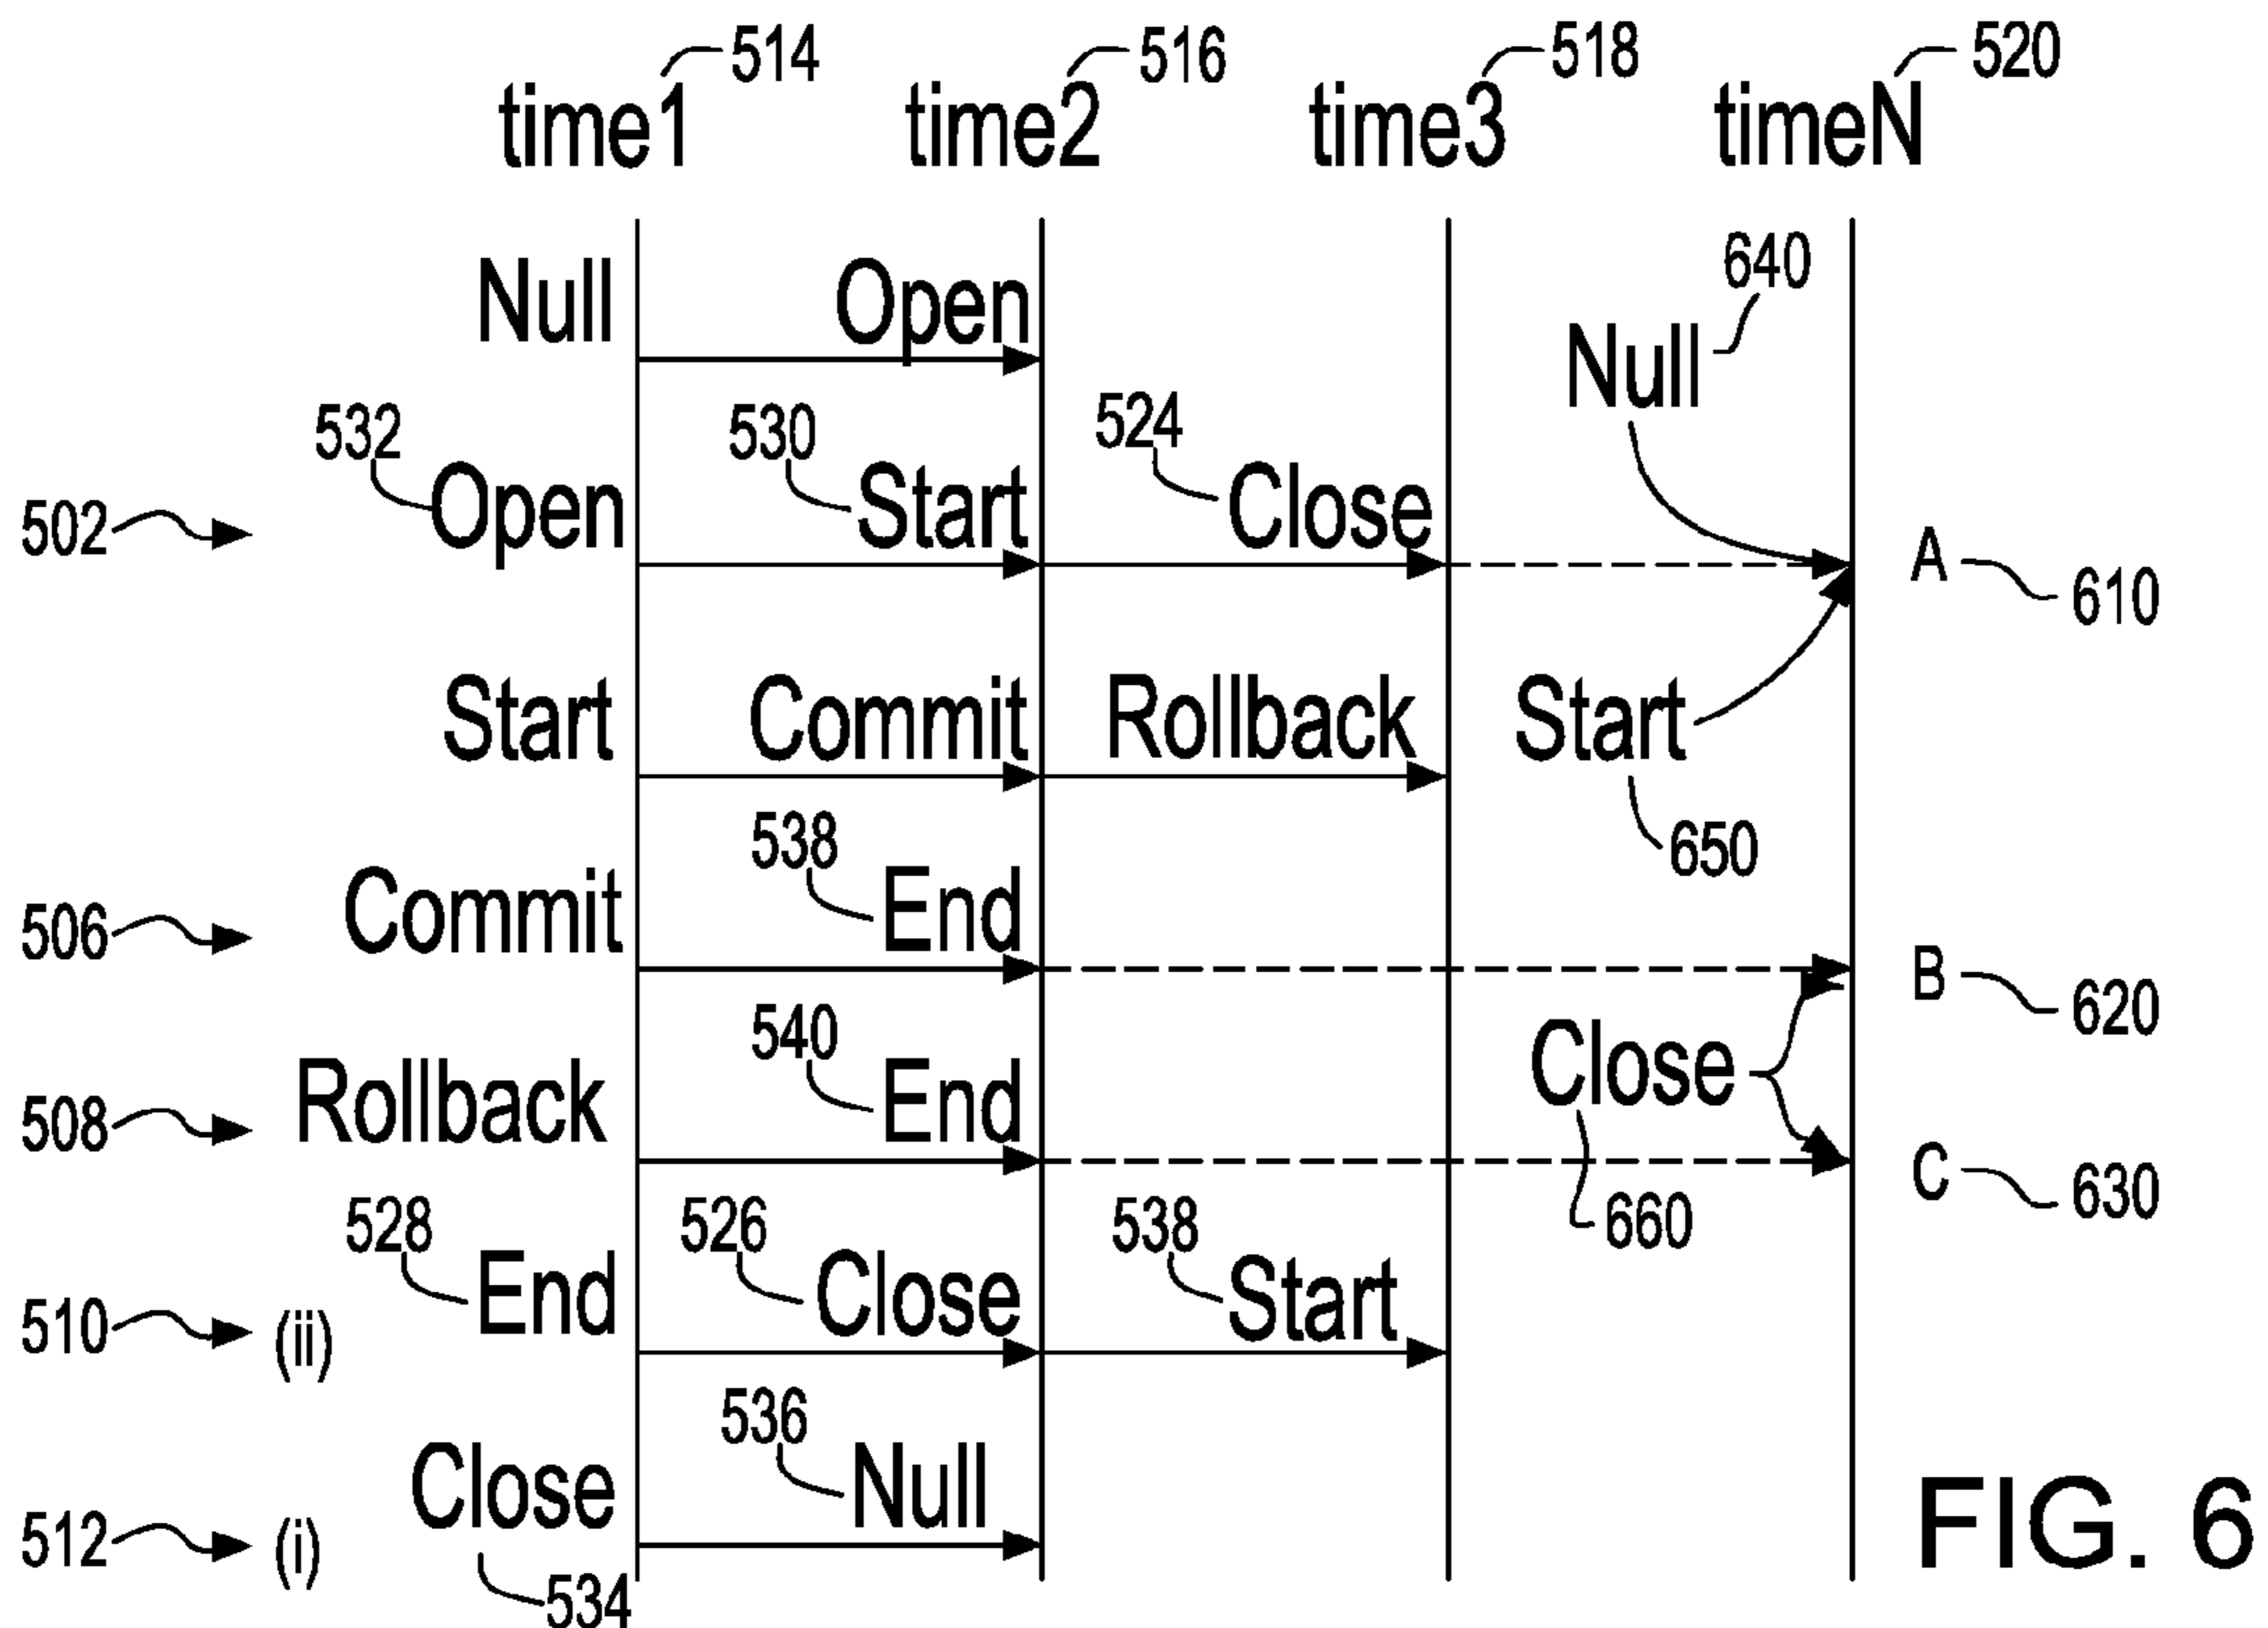 514 516 518 520
time1 time2 time3 timeN
640
Null Open
Null
532 530 524
502 Open Start Close A
610
Start Commit Rollback Start
538 650
506 Commit End B
620
540 Close
508 Rollback End C
528 526 538 660 630
510 (ii) End Close Start
536
512 (i) Close Null FIG. 6
534